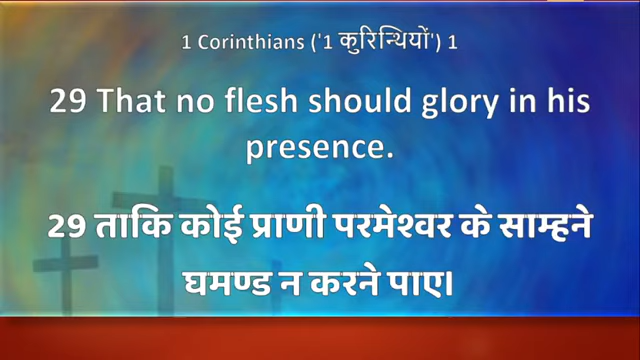 1 Corinthians ('1 कुरिन्थियों') 1
29 That no flesh should glory in his
presence.
29 ताकि कोई प्राणी परमेश्वर के साम्हने
घमण्ड न करने पाए।